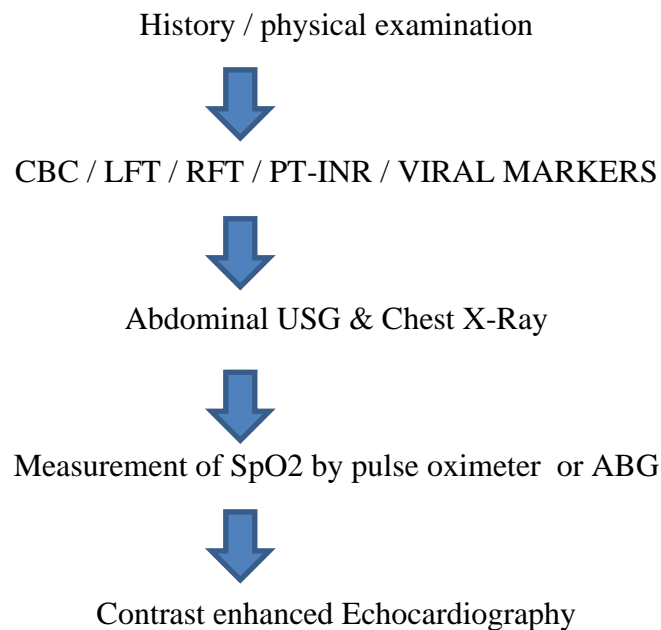 History / physical examination
CBC / LFT / RFT / PT-INR / VIRAL MARKERS
Abdominal USG & Chest X-Ray
Measurement of SpO2 by pulse oximeter or ABG
Contrast enhanced Echocardiography